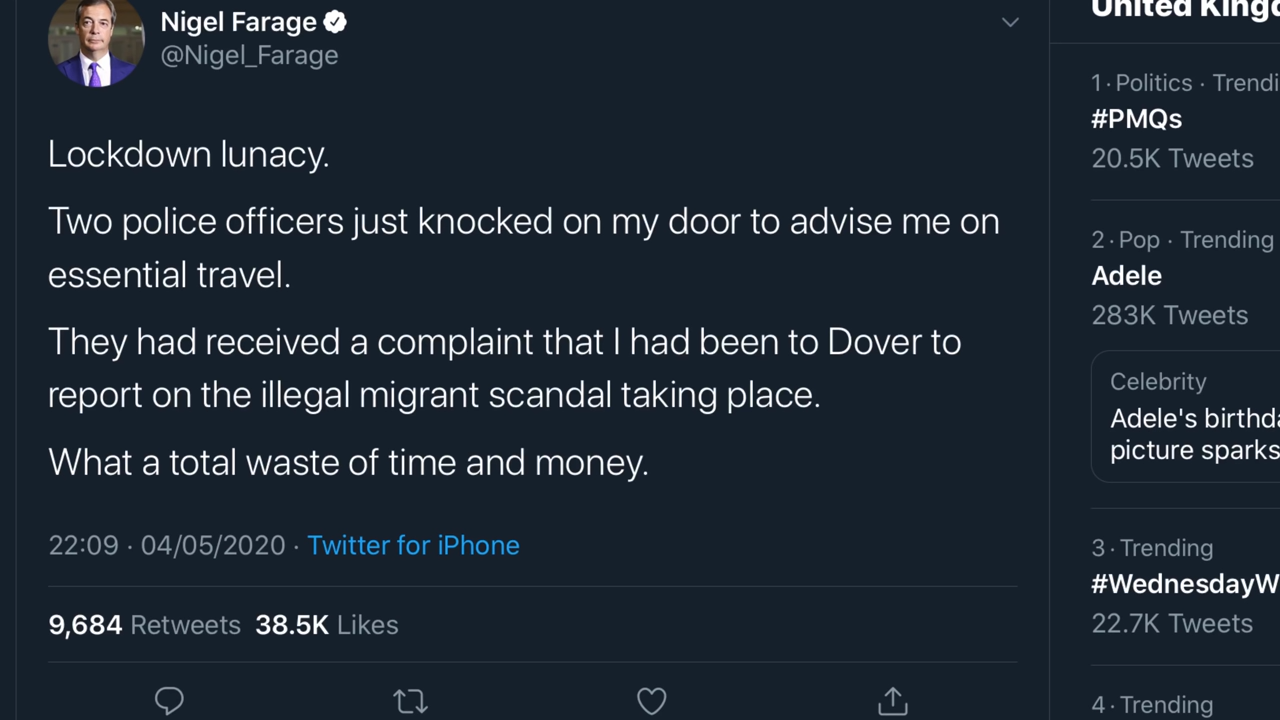 Nigel Farage
@Nigel_Farage
Lockdown lunacy.
Two police officers just knocked on my door to advise me on
essential travel.
They had received a complaint that I had been to Dover to
report on the illegal migrant scandal taking place.
What a total waste of time and money.
22:09 · 04/05/2020 · Twitter for iPhone
9,684 Retweets 38.5K Likes
United Kingd
1 · Politics · Trendi
#PMQs
20.5K Tweets
2 · Pop · Trending
Adele
283K Tweets
Celebrity
Adele's birthda
picture sparks
3 · Trending
#WednesdayW
22.7K Tweets
4 · Trending